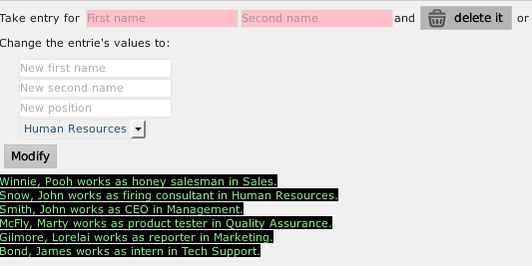 Take entry for First name Second name and delete it or
Change the entrie's values to:
New first name
New second name
New position
Human Resources
Modify
Winnie, Pooh works as honey salesman in Sales.
Snow, John works as firing consultant in Human Resources.
Smith, John works as CEO in Management.
McFly, Marty works as product tester in Quality Assurance.
Gilmore, Lorelai works as reporter in Marketing.
Bond, James works as intern in Tech Support.